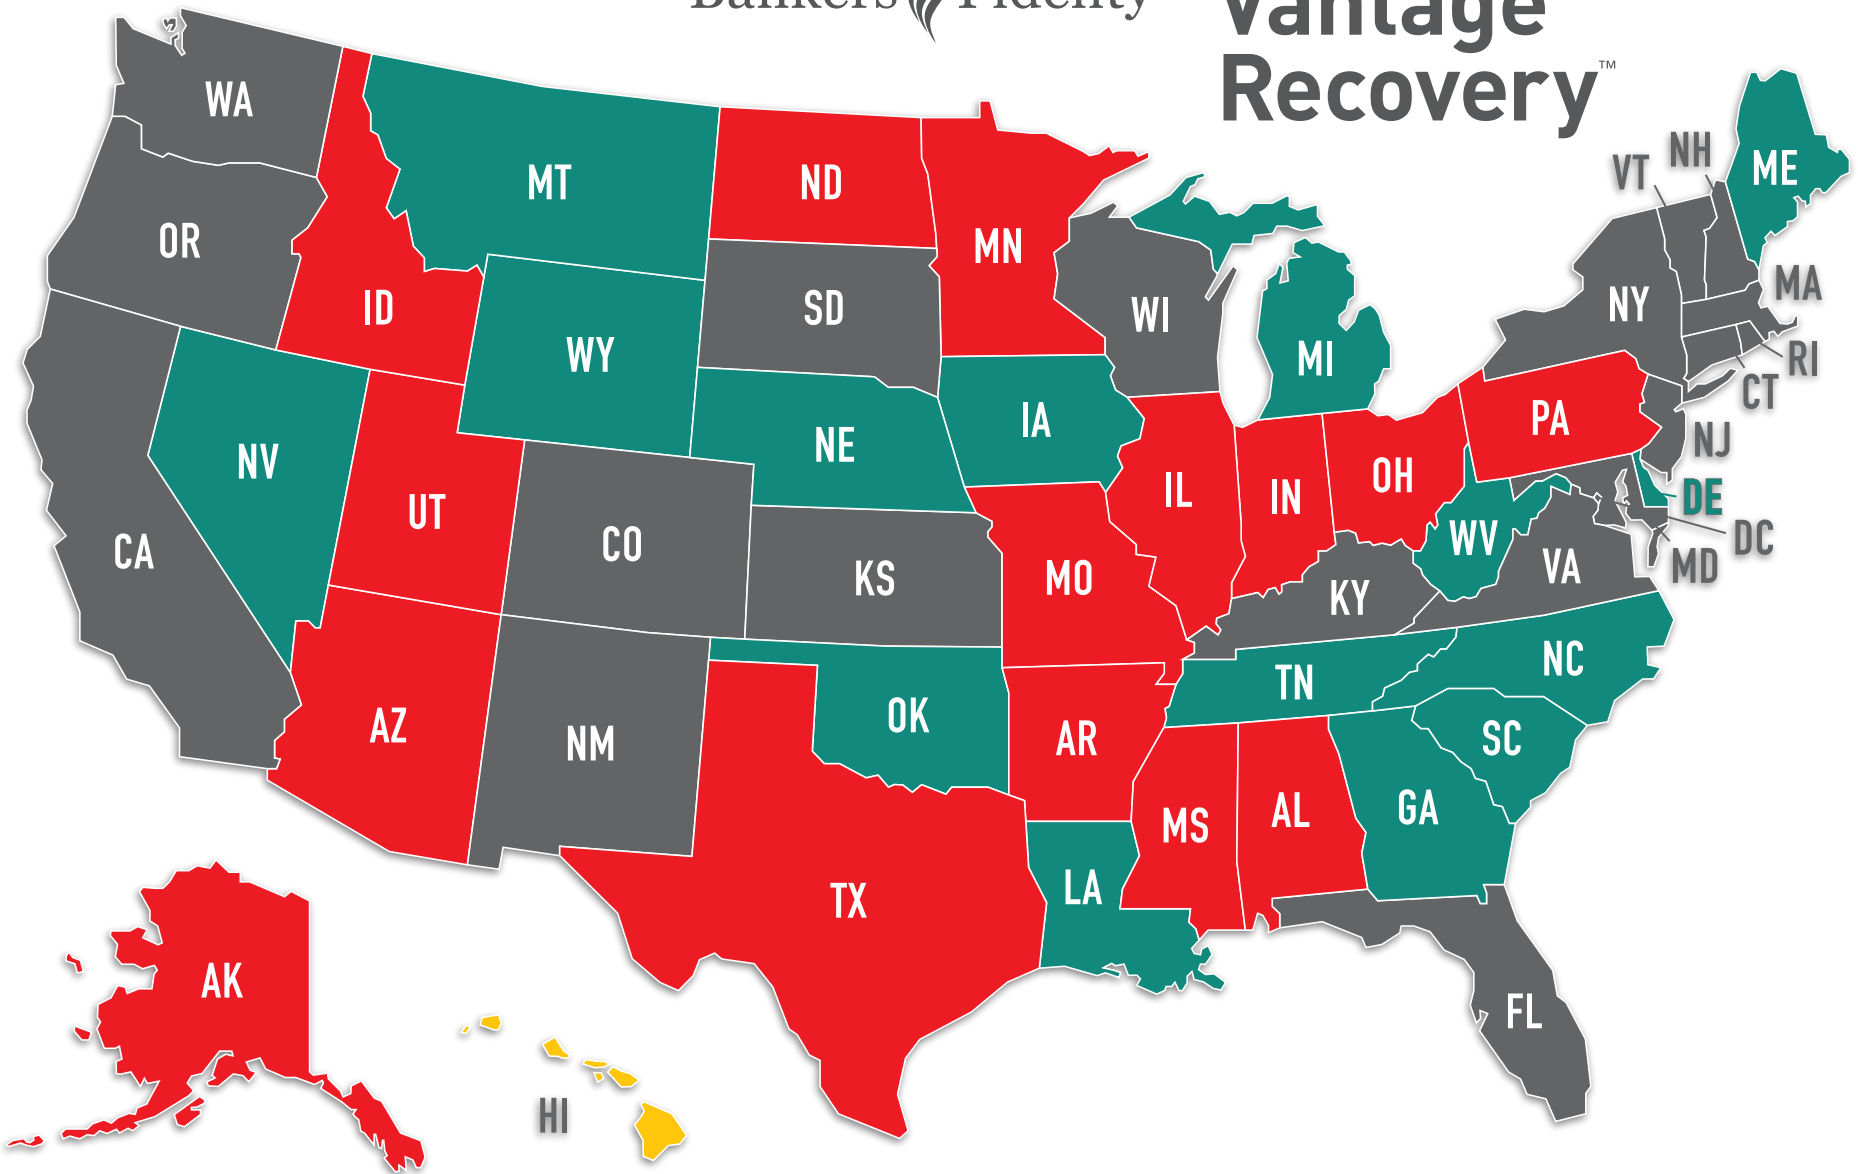 Bankers Fidelity
Vantage
Recovery™
WA
MT
ND
MN
OR
ID
WY
SD
WI
MI
NY
VT
NH
ME
MA
RI
CT
NJ
PA
NV
UT
CO
NE
IA
IL
IN
OH
WV
DE
DC
MD
VA
CA
KS
MO
KY
NC
TN
SC
AZ
NM
OK
AR
MS
AL
GA
TX
LA
FL
AK
HI